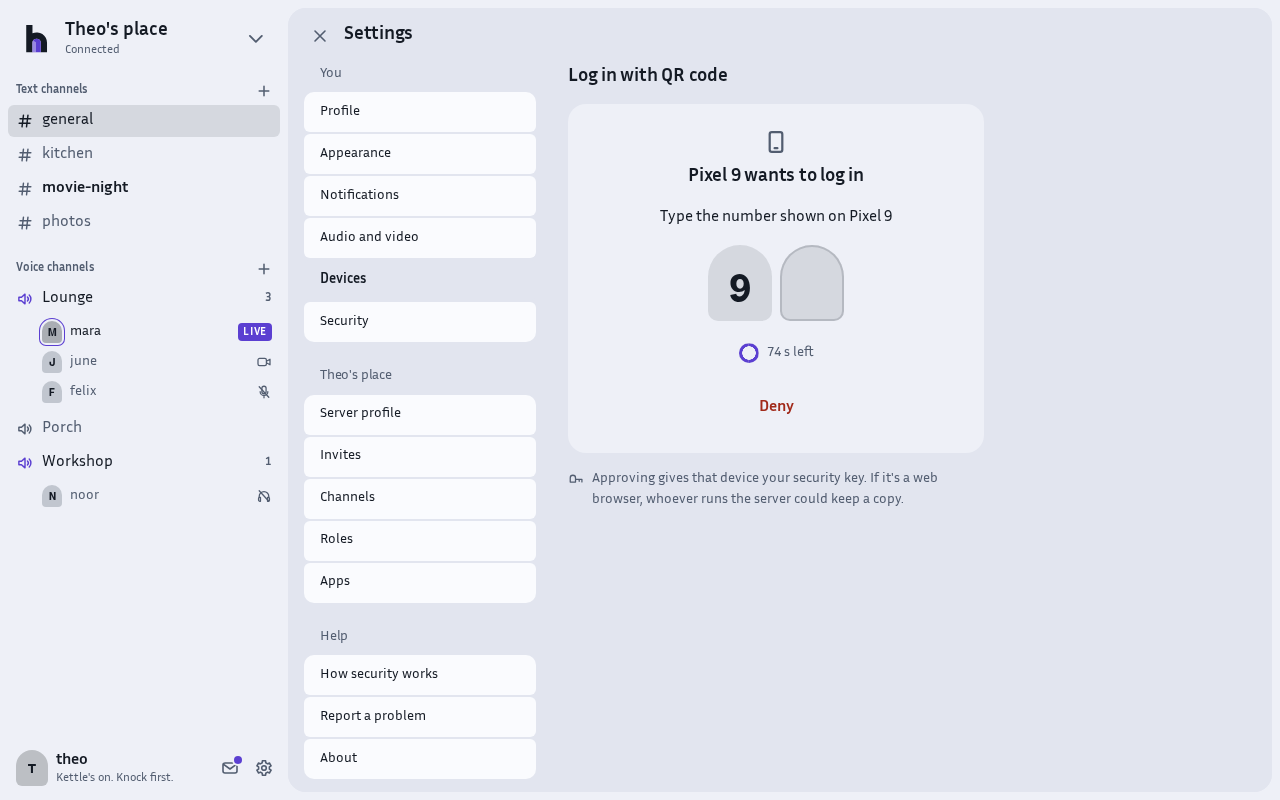 Theo's place
Connected
Text channels
general
kitchen
movie-night
photos
Voice channels
Lounge
3
M
mara
LIVE
J
june
F
felix
Porch
Workshop
1
N
noor
T
theo
Kettle's on. Knock first.
Settings
You
Profile
Appearance
Notifications
Audio and video
Devices
Security
Theo's place
Server profile
Invites
Channels
Roles
Apps
Help
How security works
Report a problem
About
Log in with QR code
Pixel 9 wants to log in
Type the number shown on Pixel 9
9
74 s left
Deny
Approving gives that device your security key. If it's a web
browser, whoever runs the server could keep a copy.